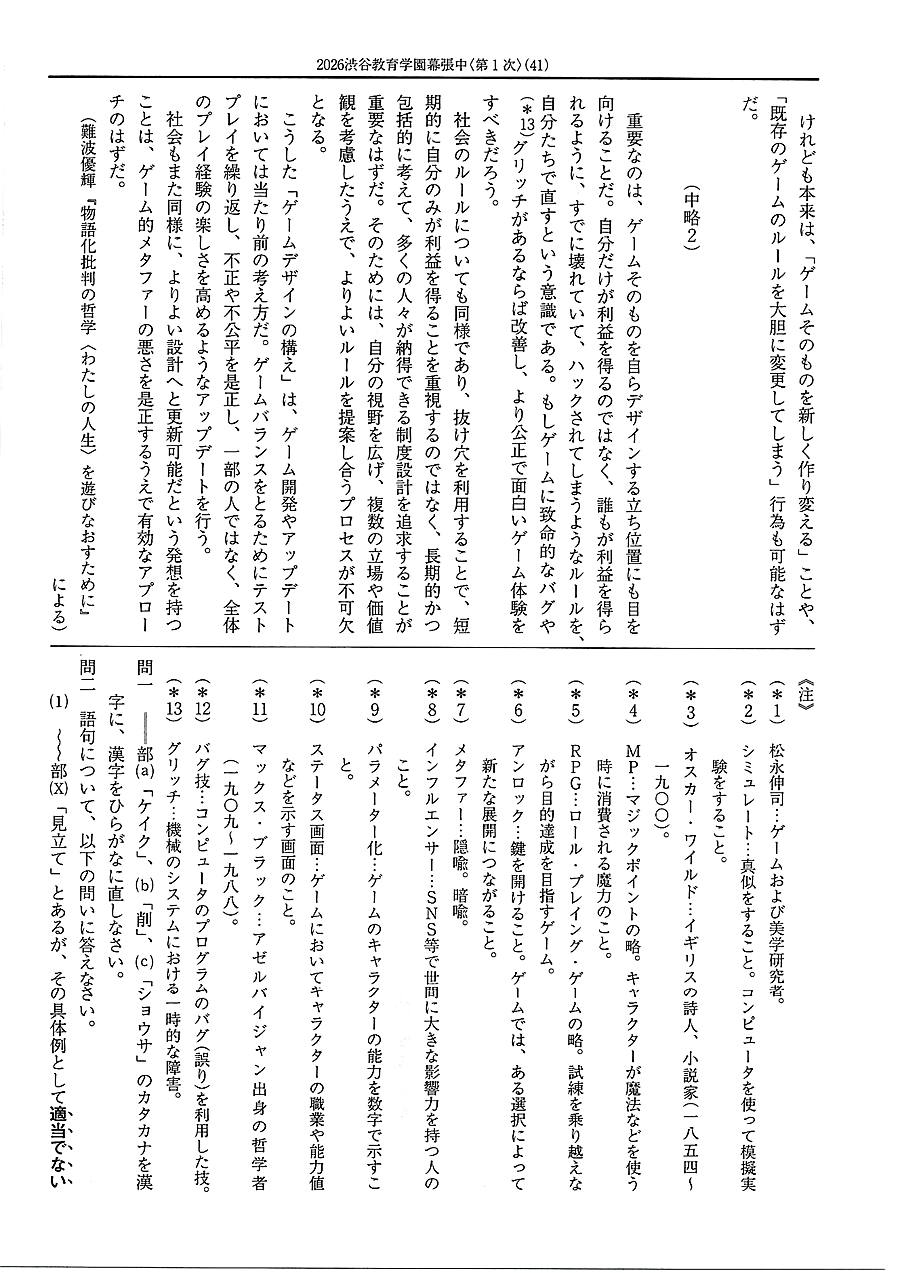 2026渋谷教育学園幕張中〈第1次〉(41)
けれども本来は、「ゲームそのものを新しく作り変える」ことや、
「既存のゲームのルールを大胆に変更してしまう」行為も可能なはず
だ。
(中略2)
重要なのは、ゲームそのものを自らデザインする立ち位置にも目を
向けることだ。自分だけが利益を得るのではなく、誰もが利益を得ら
れるように、すでに壊れていて、ハックされてしまうようなルールを、
自分たちで直すという意識である。もしゲームに致命的なバグや
(*13)グリッチがあるならば改善し、より公正で面白いゲーム体験を
すべきだろう。
社会のルールについても同様であり、抜け穴を利用することで、短
期的に自分のみが利益を得ることを重視するのではなく、長期的かつ
包括的に考えて、多くの人々が納得できる制度設計を追求することが
重要なはずだ。そのためには、自分の視野を広げ、複数の立場や価値
観を考慮したうえで、よりよいルールを提案し合うプロセスが不可欠
となる。
こうした「ゲームデザインの構え」は、ゲーム開発やアップデート
においては当たり前の考え方だ。ゲームバランスをとるためにテスト
プレイを繰り返し、不正や不公平を是正し、一部の人ではなく、全体
のプレイ経験の楽しさを高めるようなアップデートを行う。
社会もまた同様に、よりよい設計へと更新可能だという発想を持つ
ことは、ゲーム的メタファーの悪さを是正するうえで有効なアプロー
チのはずだ。
(難波優輝『物語化批判の哲学〈わたしの人生〉を遊びなおすために』
による)
《注》
(*1) 松永伸司…ゲームおよび美学研究者。
(*2) シミュレート…真似をすること。コンピュータを使って模擬実
験をすること。
(*3) オスカー・ワイルド…イギリスの詩人、小説家(一八五四～
一九〇〇)。
(*4) MP…マジックポイントの略。キャラクターが魔法などを使う
時に消費される魔力のこと。
(*5) RPG…ロール・プレイング・ゲームの略。試練を乗り越えな
がら目的達成を目指すゲーム。
(*6) アンロック…鍵を開けること。ゲームでは、ある選択によって
新たな展開につながること。
(*7) メタファー…隠喩。暗喩。
(*8) インフルエンサー…SNS等で世間に大きな影響力を持つ人の
こと。
(*9) パラメーター化…ゲームのキャラクターの能力を数字で示すこ
と。
(*10) ステータス画面…ゲームにおいてキャラクターの職業や能力値
などを示す画面のこと。
(*11) マックス・ブラック…アゼルバイジャン出身の哲学者
(一九〇九～一九八八)。
(*12) バグ技…コンピュータのプログラムのバグ(誤り)を利用した技。
(*13) グリッチ…機械のシステムにおける一時的な障害。
問一 ――部(a)「ケイク」、(b)「削」、(c)「ショウサ」のカタカナを漢
字に、漢字をひらがなに直しなさい。
問二 語句について、以下の問いに答えなさい。
(1) 〜〜部(X)「見立て」とあるが、その具体例として適当でない